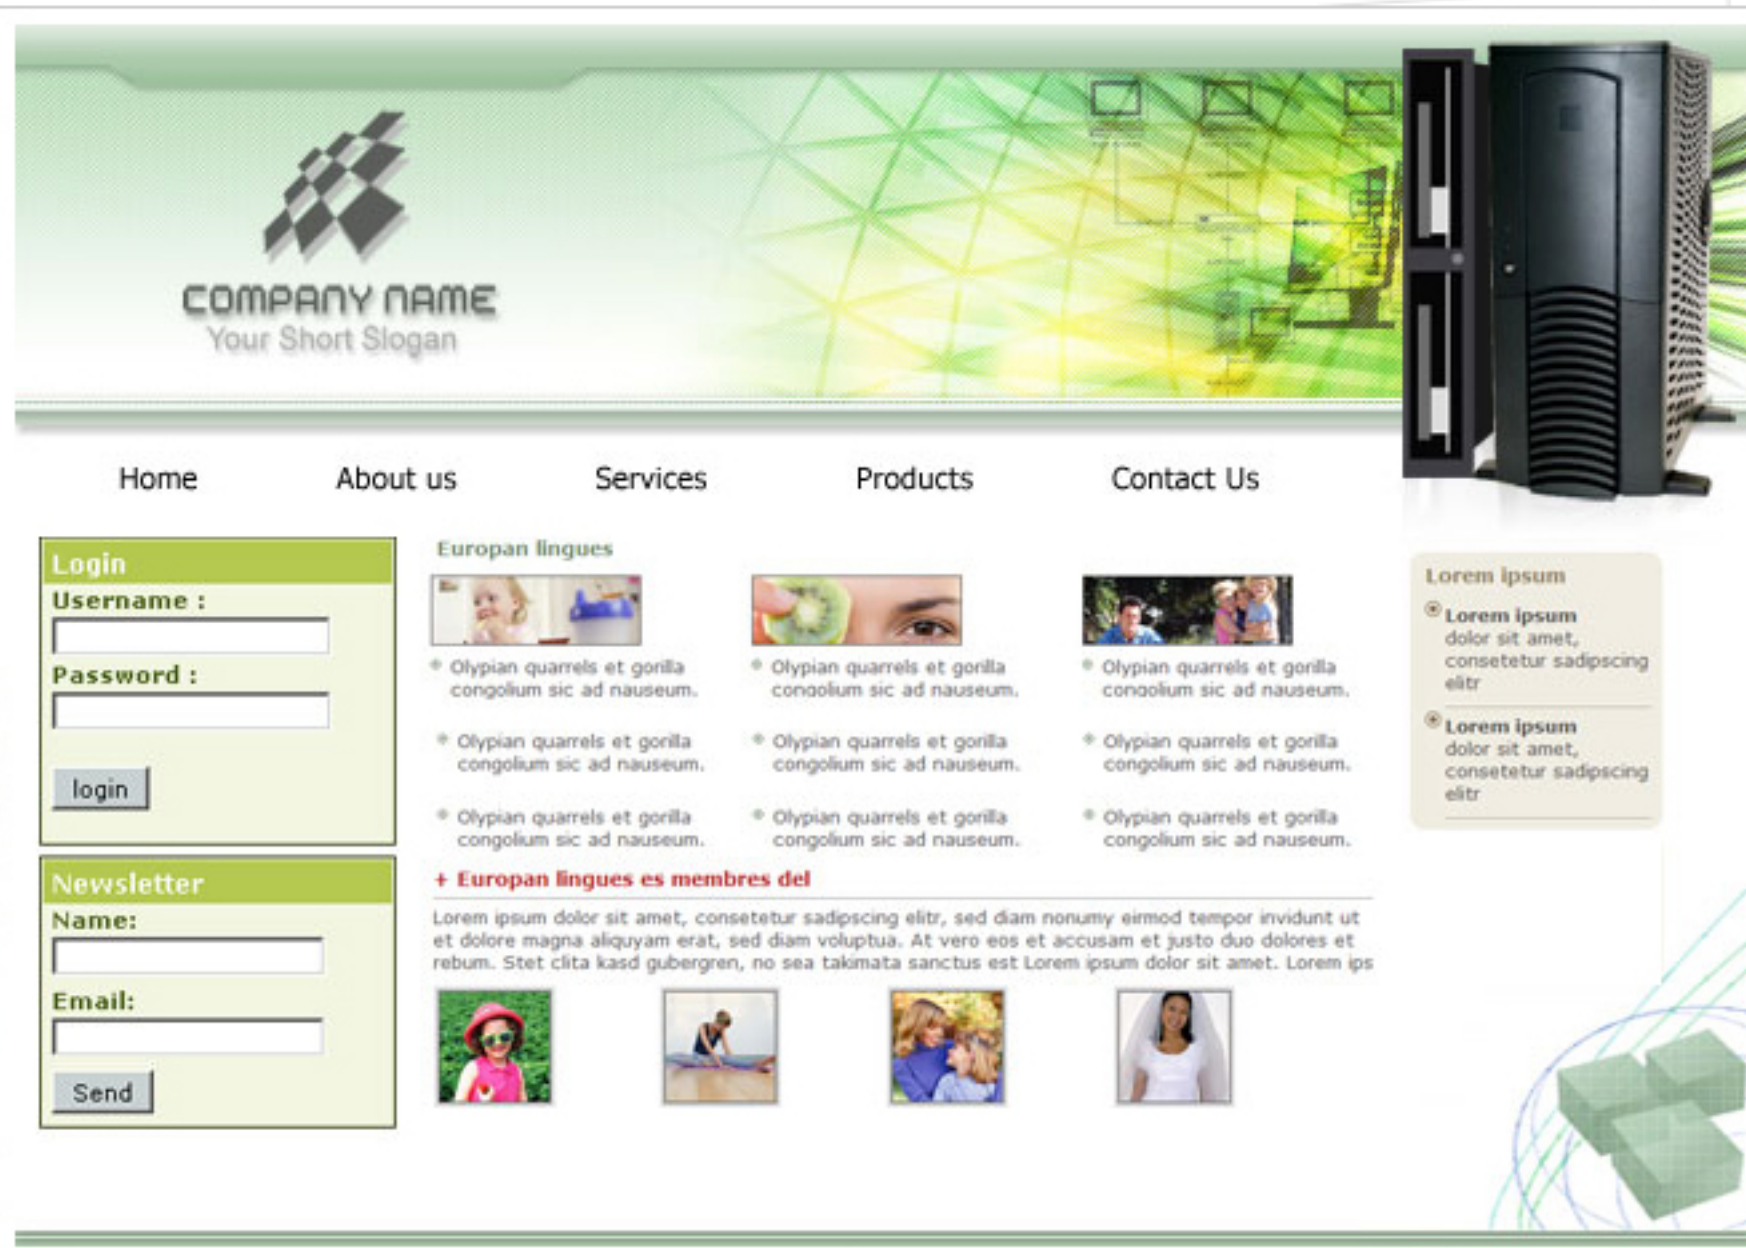 COMPANY NAME
Your Short Slogan
Home
About us
Services
Products
Contact Us
Login
Username :
Password :
login
Newsletter
Name:
Email:
Send
Europan lingues
Olypian quarrels et gorilla
congolium sic ad nauseum.
Olypian quarrels et gorilla
congolium sic ad nauseum.
Olypian quarrels et gorilla
congolium sic ad nauseum.
Olypian quarrels et gorilla
congolium sic ad nauseum.
Olypian quarrels et gorilla
congolium sic ad nauseum.
Olypian quarrels et gorilla
congolium sic ad nauseum.
Olypian quarrels et gorilla
congolium sic ad nauseum.
Olypian quarrels et gorilla
congolium sic ad nauseum.
Olypian quarrels et gorilla
congolium sic ad nauseum.
+ Europan lingues es membres del
Lorem ipsum dolor sit amet, consetetur sadipscing elitr, sed diam nonumy eirmod tempor invidunt ut
et dolore magna aliquyam erat, sed diam voluptua. At vero eos et accusam et justo duo dolores et
rebum. Stet clita kasd gubergren, no sea takimata sanctus est Lorem ipsum dolor sit amet. Lorem ips
Lorem ipsum
Lorem ipsum
dolor sit amet,
consetetur sadipscing
elitr
Lorem ipsum
dolor sit amet,
consetetur sadipscing
elitr